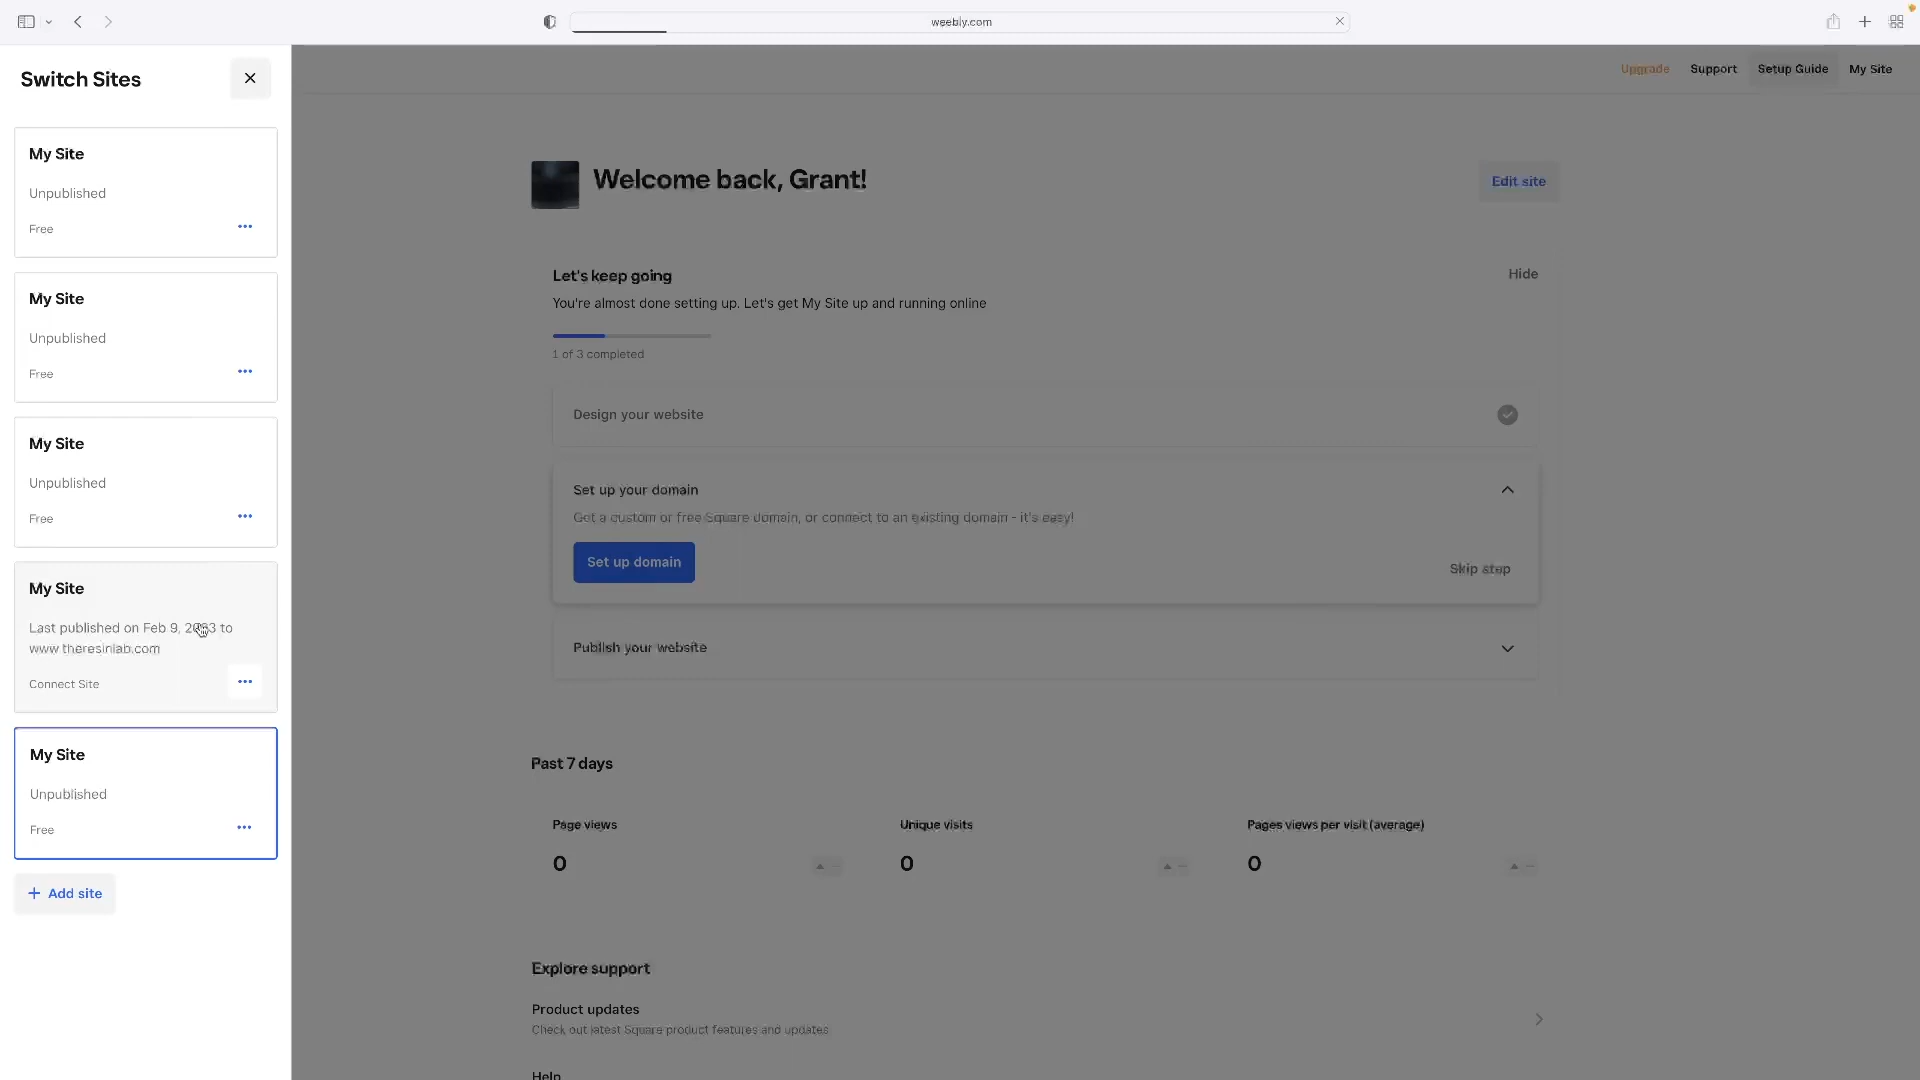 weebly.com
Switch Sites
Upgrade
Support
Setup Guide
My Site
My Site
Unpublished
Free
My Site
Unpublished
Free
My Site
Unpublished
Free
My Site
Last published on Feb 9, to
www theresinlab.com
Connect Site
My Site
Unpublished
Free
+ Add site
Welcome back, Grant!
Edit site
Let's keep going
Hide
You're almost done setting up. Let's get My Site up and running online
1 of 3 completed
Design your website
Set up your domain
Get a custom or free Square domain, or connect to an existing domain - it's easy!
Set up domain
Skip step
Publish your website
Past 7 days
Page views
Unique visits
Pages views per visit (average)
0
0
0
Explore support
Product updates
Check out latest Square product features and updates
Help